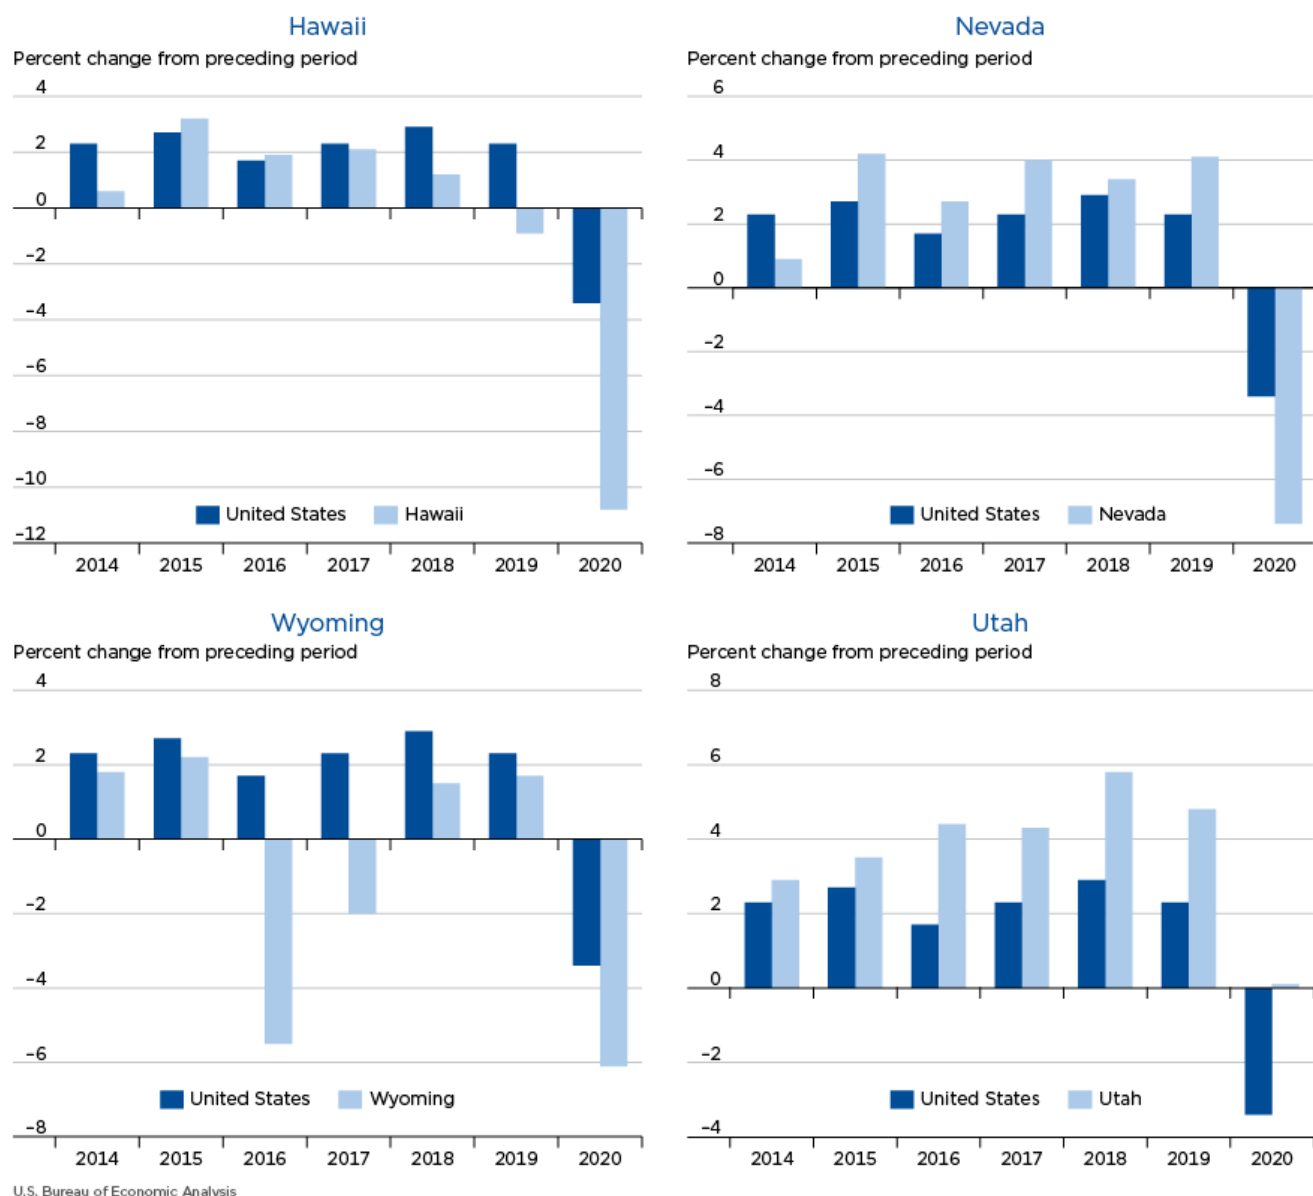 Hawaii
Percent change from preceding period
4
2
0
–2
–4
–6
–8
–10
–12
United States Hawaii
2014 2015 2016 2017 2018 2019 2020
Nevada
Percent change from preceding period
6
4
2
0
–2
–4
–6
–8
United States Nevada
2014 2015 2016 2017 2018 2019 2020
Wyoming
Percent change from preceding period
4
2
0
–2
–4
–6
–8
United States Wyoming
2014 2015 2016 2017 2018 2019 2020
Utah
Percent change from preceding period
8
6
4
2
0
–2
–4
United States Utah
2014 2015 2016 2017 2018 2019 2020
U.S. Bureau of Economic Analysis